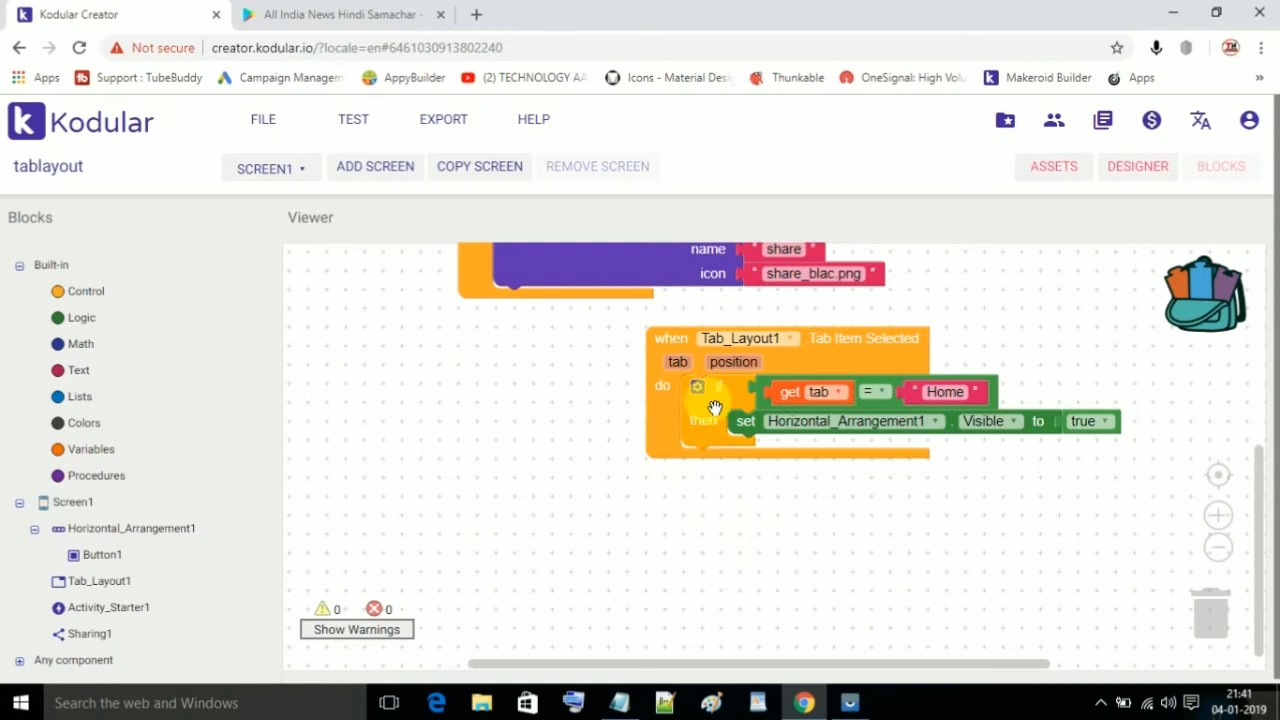 Kodular Creator
All India News Hindi Samachar -
Not secure
creator.kodular.io/?locale=en#6461030913802240
Apps
Support : TubeBuddy
Campaign Managem
AppyBuilder
(2) TECHNOLOGY AA
Icons - Material Desi
Thunkable
OneSignal: High Volu
Makeroid Builder
Apps
»
Kodular
FILE
TEST
EXPORT
HELP
tablayout
SCREEN1
ADD SCREEN
COPY SCREEN
REMOVE SCREEN
ASSETS
DESIGNER
BLOCKS
Blocks
Viewer
Built-in
Control
Logic
Math
Text
Lists
Colors
Variables
Procedures
Screen1
Horizontal_Arrangement1
Button1
Tab_Layout1
Activity_Starter1
Sharing1
Any component
name " share "
icon " share_blac.png "
when Tab_Layout1 .Tab Item Selected
tab position
do if get tab = " Home "
then set Horizontal_Arrangement1 . Visible to true
0 0
Show Warnings
Search the web and Windows
21:41
04-01-2019